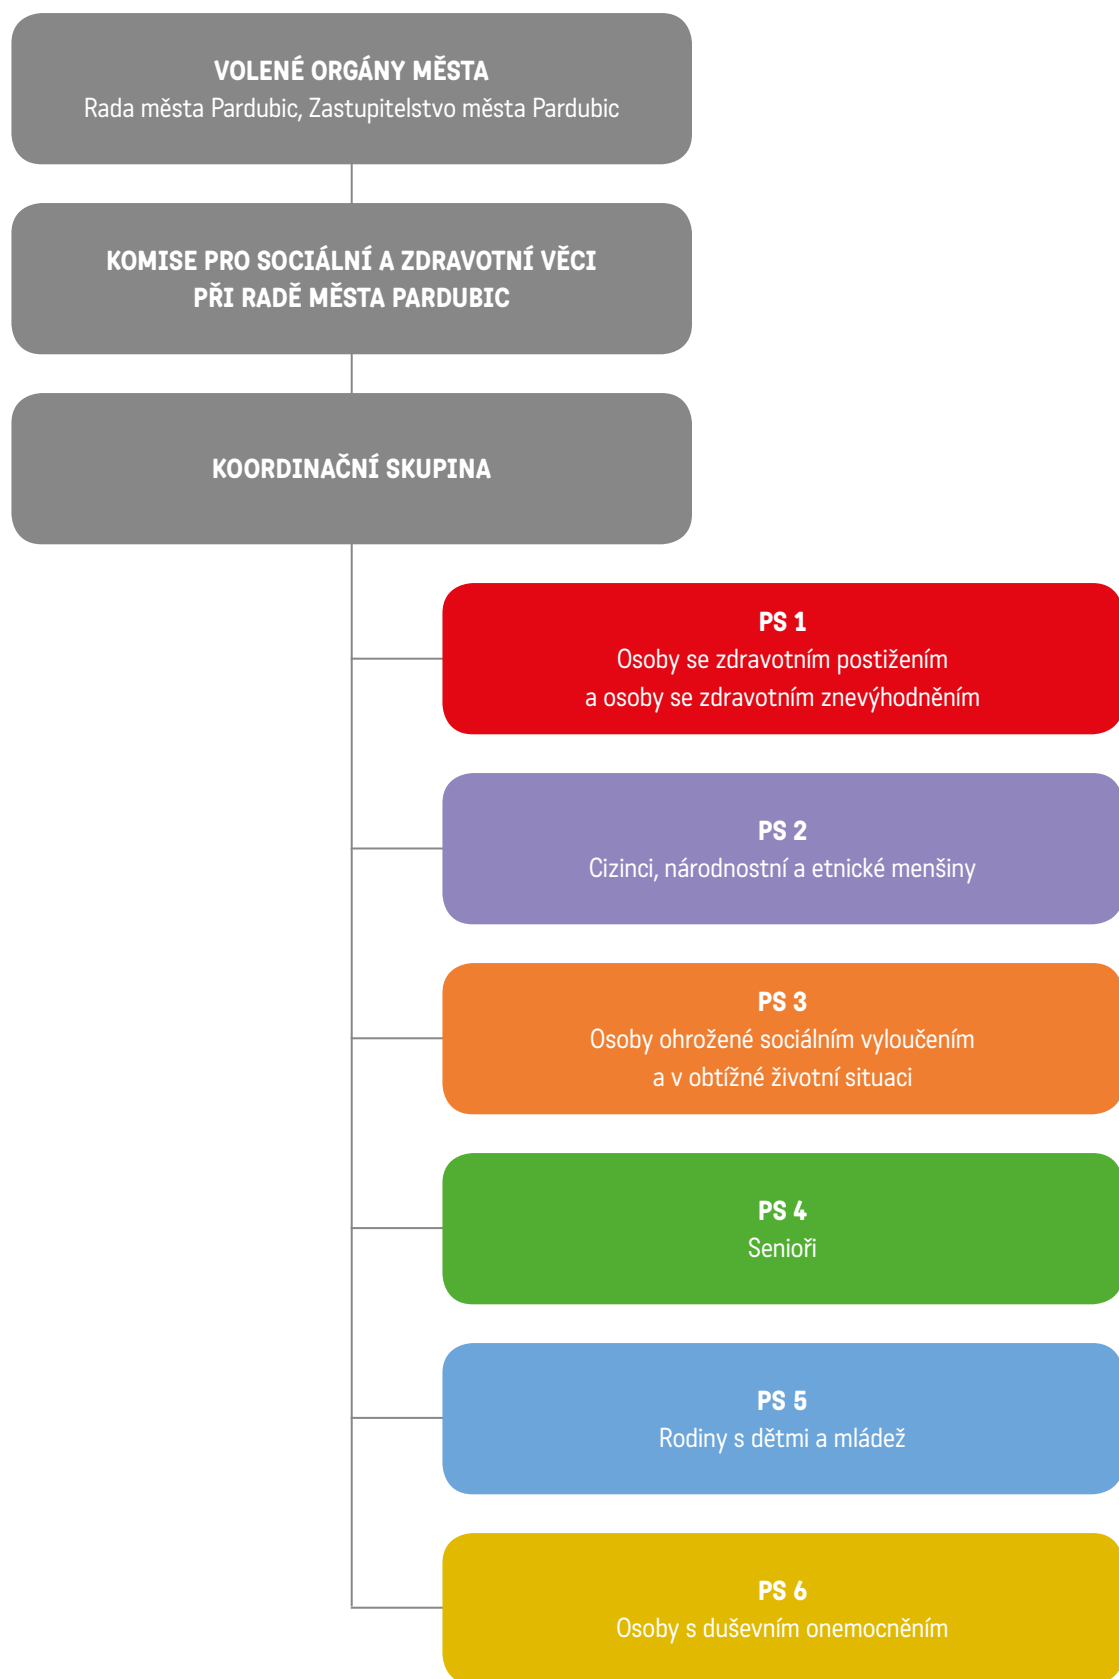 VOLENÉ ORGÁNY MĚSTA
Rada města Pardubic, Zastupitelstvo města Pardubic
KOMISE PRO SOCIÁLNÍ A ZDRAVOTNÍ VĚCI
PŘI RADĚ MĚSTA PARDUBIC
KOORDINAČNÍ SKUPINA
PS 1
Osoby se zdravotním postižením
a osoby se zdravotním znevýhodněním
PS 2
Cizinci, národnostní a etnické menšiny
PS 3
Osoby ohrožené sociálním vyloučením
a v obtížné životní situaci
PS 4
Senioři
PS 5
Rodiny s dětmi a mládež
PS 6
Osoby s duševním onemocněním